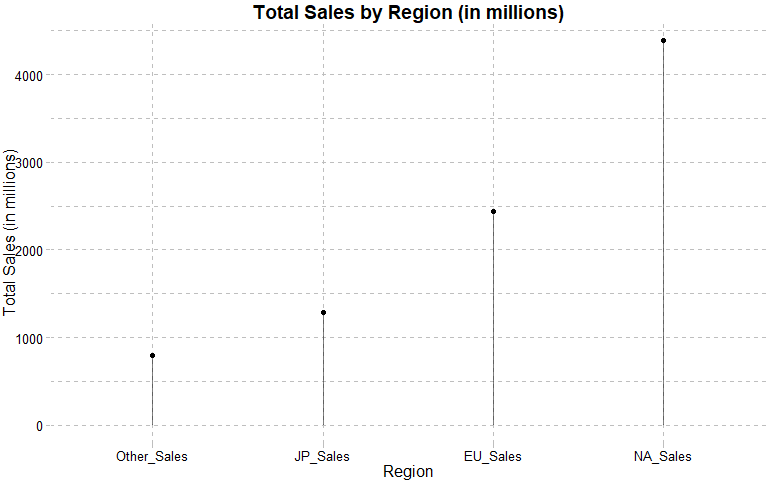 Total Sales by Region (in millions)
Total Sales (in millions)
4000
3000
2000
1000
0
Other_Sales JP_Sales EU_Sales NA_Sales
Region